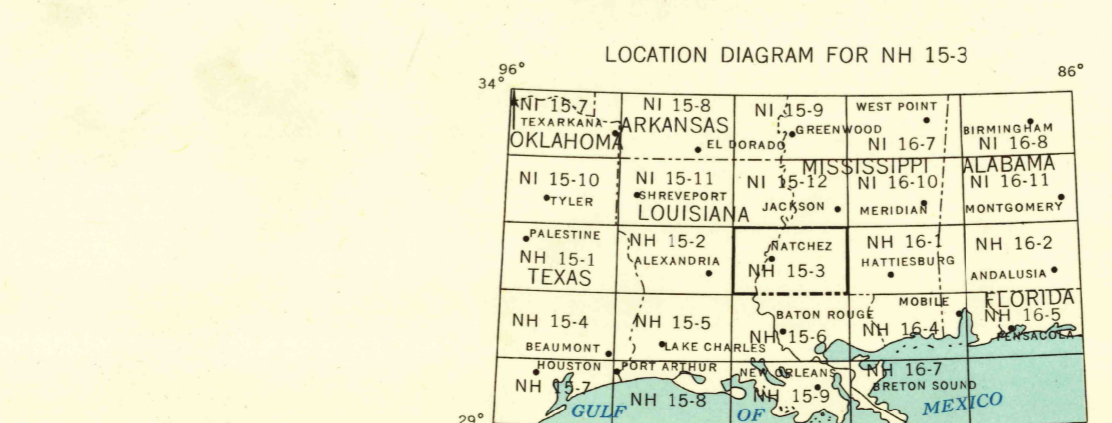 LOCATION DIAGRAM FOR NH 15-3
96° 86°
34°
NI 15-7 NI 15-8 NI 15-9 WEST POINT
TEXARKANA ARKANSAS GREENWOOD BIRMINGHAM
OKLAHOMA EL DORADO NI 16-7 NI 16-8
MISSISSIPPI ALABAMA
NI 15-10 NI 15-11 NI 15-12 NI 16-10 NI 16-11
TYLER SHREVEPORT JACKSON MERIDIAN MONTGOMERY
LOUISIANA
PALESTINE NH 15-2 NATCHEZ NH 16-1 NH 16-2
NH 15-1 ALEXANDRIA NH 15-3 HATTIESBURG ANDALUSIA
TEXAS
MOBILE FLORIDA
NH 15-4 NH 15-5 BATON ROUGE NH 16-4 NH 16-5
NH 15-6 PENSACOLA
BEAUMONT LAKE CHARLES
HOUSTON PORT ARTHUR NEW ORLEANS NH 16-7
NH 15-7 NH 15-8 NH 15-9 BRETON SOUND
29° GULF OF MEXICO